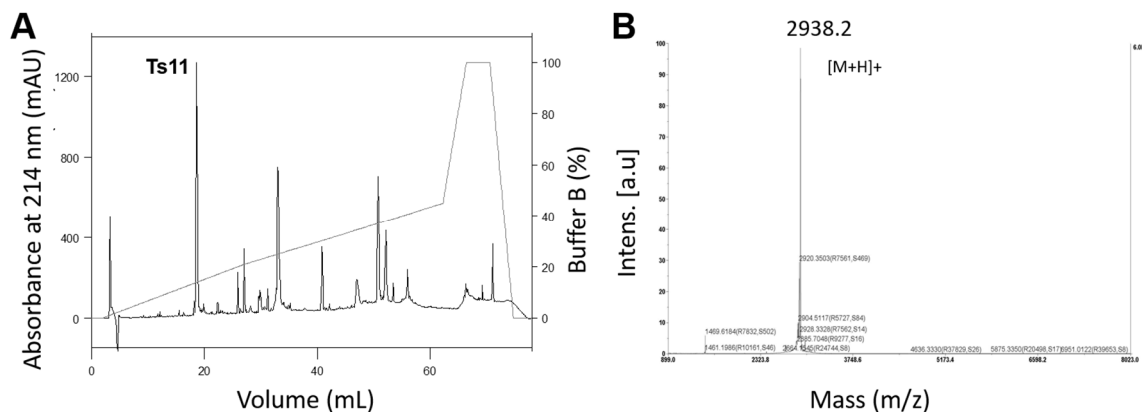 A
Absorbance at 214 nm (mAU)
1200
800
400
0
Ts11
100
80
60
40
20
0
Buffer B (%)
0
20
40
60
Volume (mL)
B
2938.2
[M+H]+
Intens. [a.u]
100
90
80
70
60
50
40
30
20
10
0
2920.3503(R7561,S469)
2904.5117(R5727,S84)
2928.3328(R7562,S14)
1469.6184(R7832,S502)
1461.1986(R10161,S46)
4636.3330(R37829,S26)
5875.3350(R20498,S17)
6951.0122(R39653,S8)
899.0
2323.8
3748.6
5173.4
6598.2
8023.0
Mass (m/z)